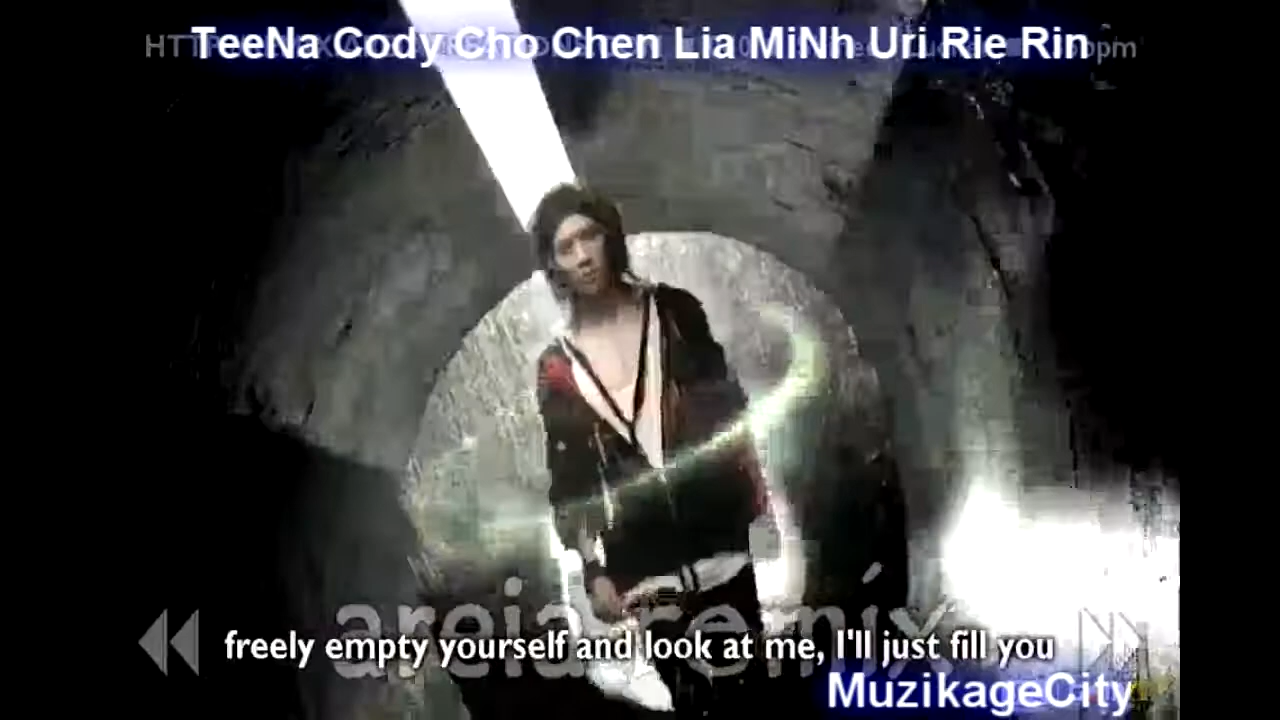 TeeNa Cody Cho Chen Lia MiNh Uri Rie Rin
areia remix
freely empty yourself and look at me, I'll just fill you
MuzikageCity